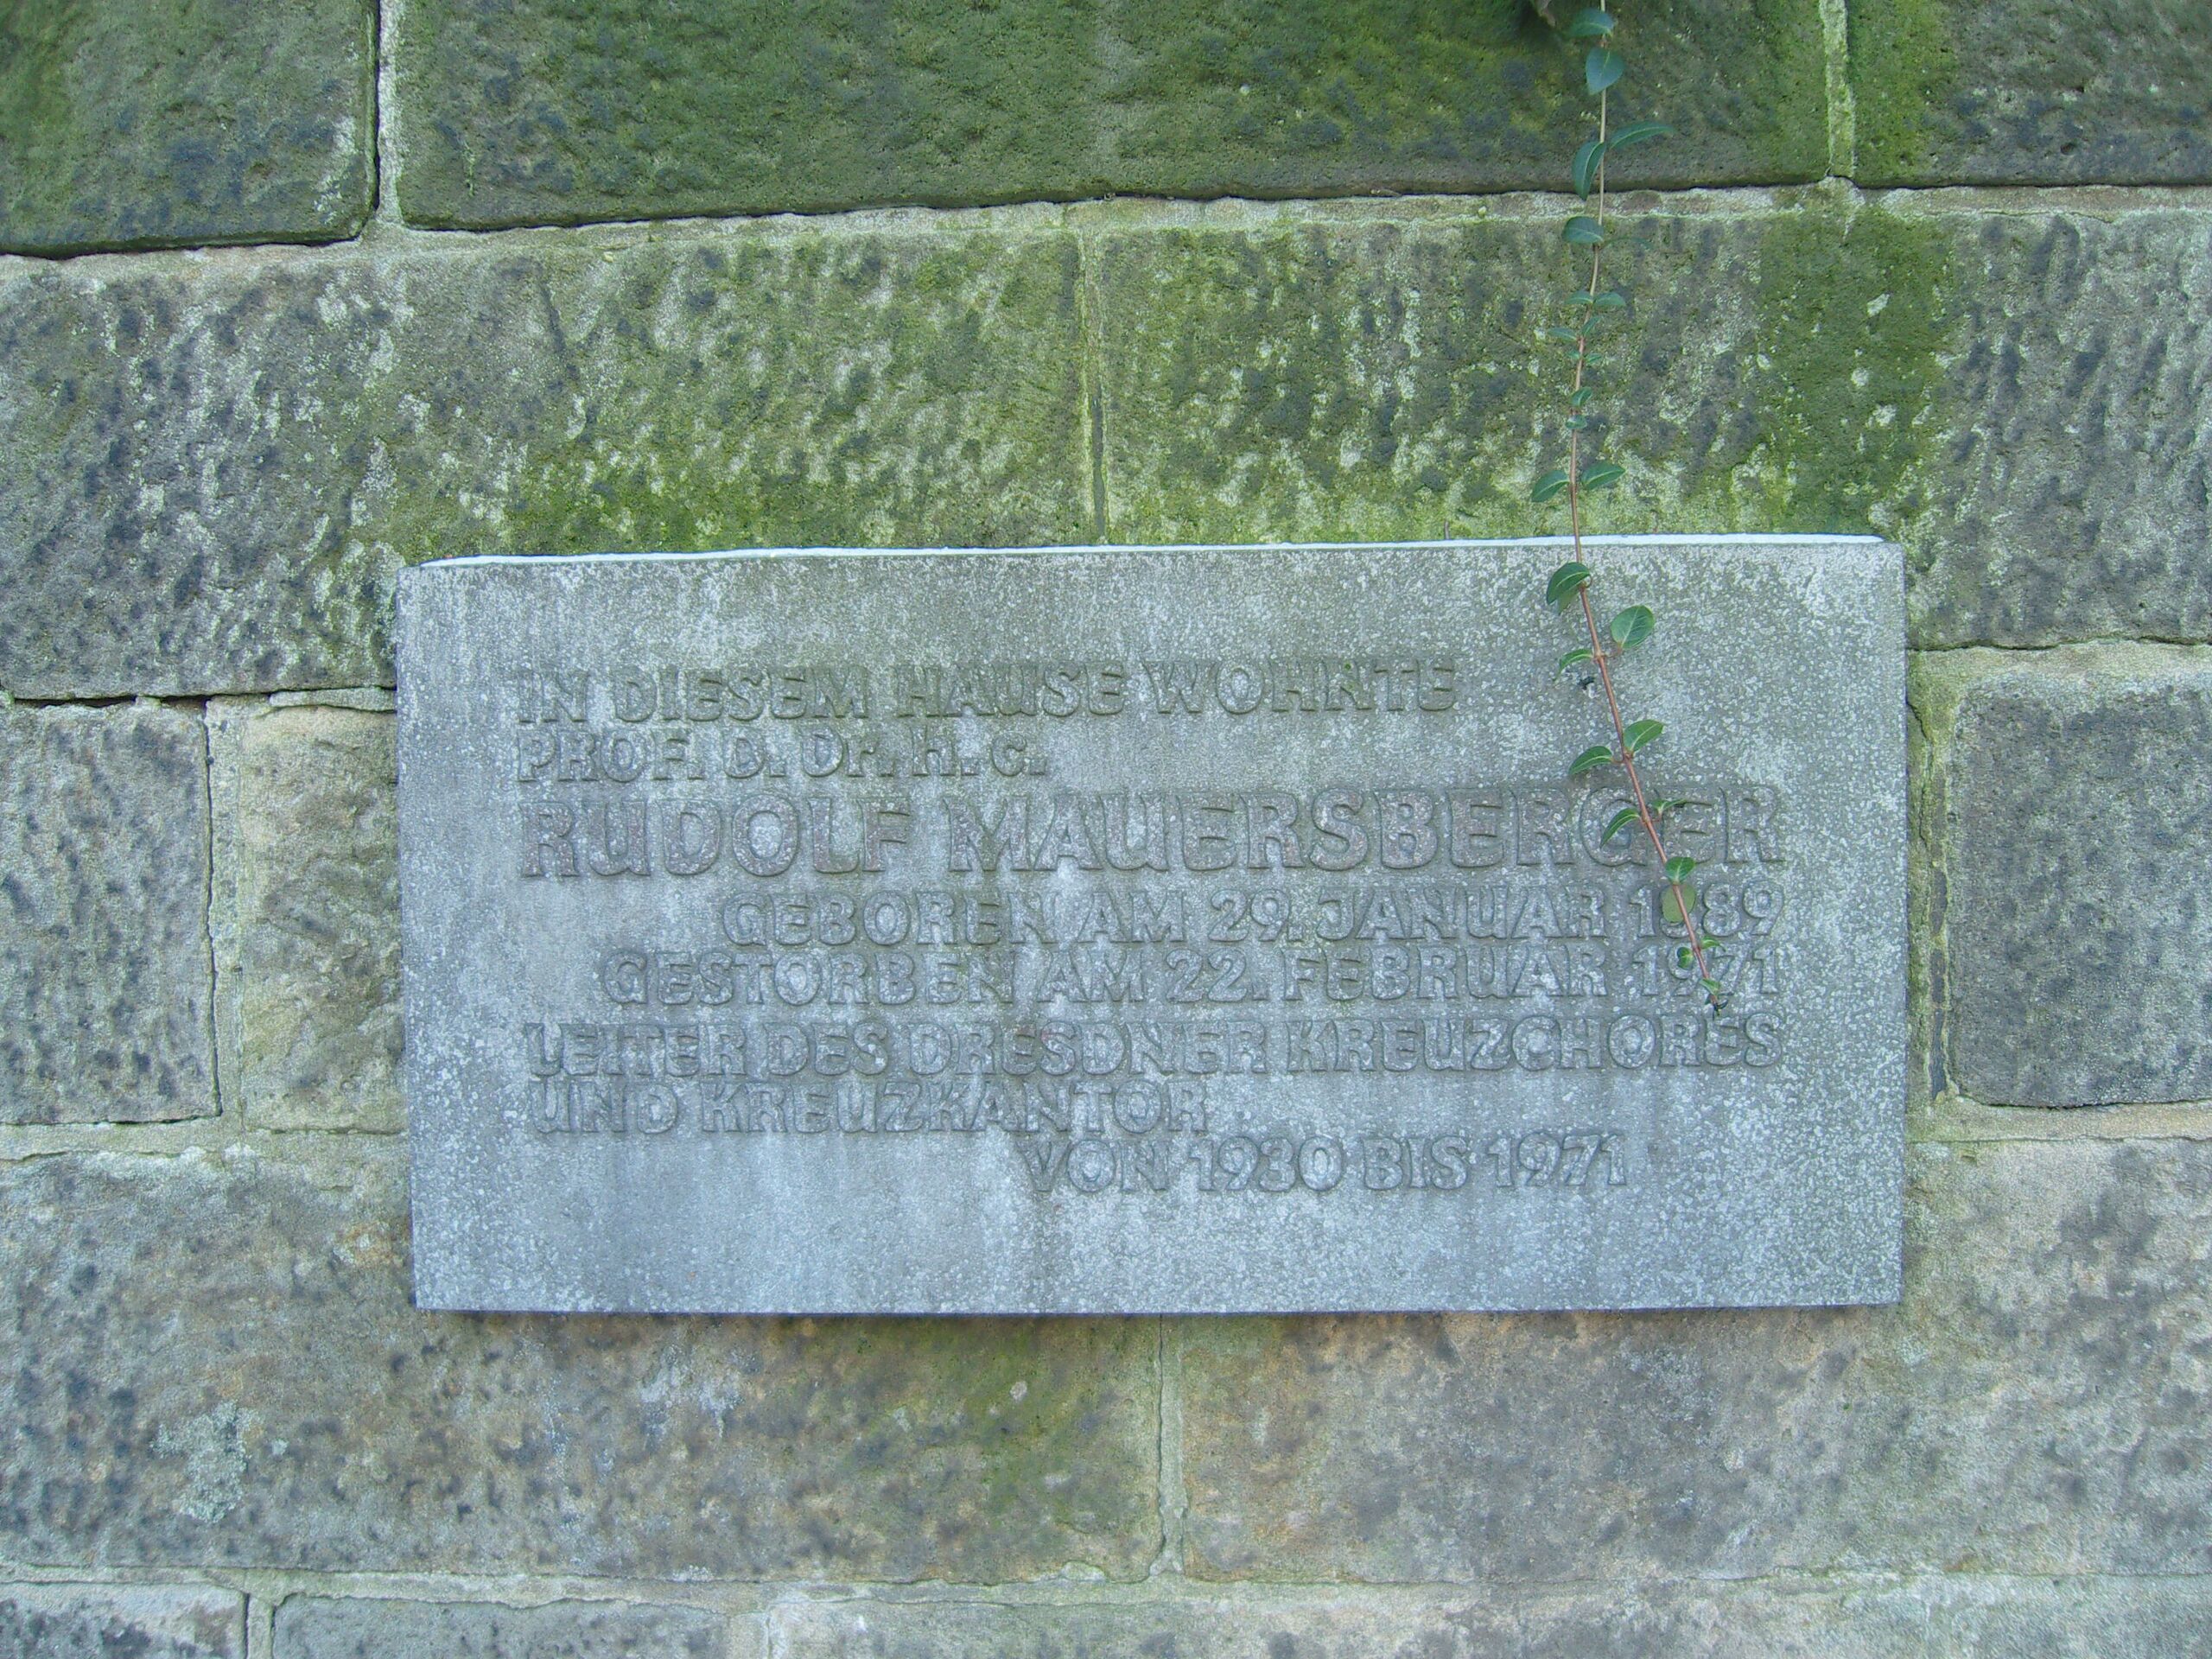 IN DIESEM HAUSE WOHNTE
PROF. D. Dr. H. c.
RUDOLF MAUERSBERGER
GEBOREN AM 29. JANUAR 1889
GESTORBEN AM 22. FEBRUAR 1971
LEITER DES DRESDNER KREUZCHORES
UND KREUZKANTOR
VON 1930 BIS 1971